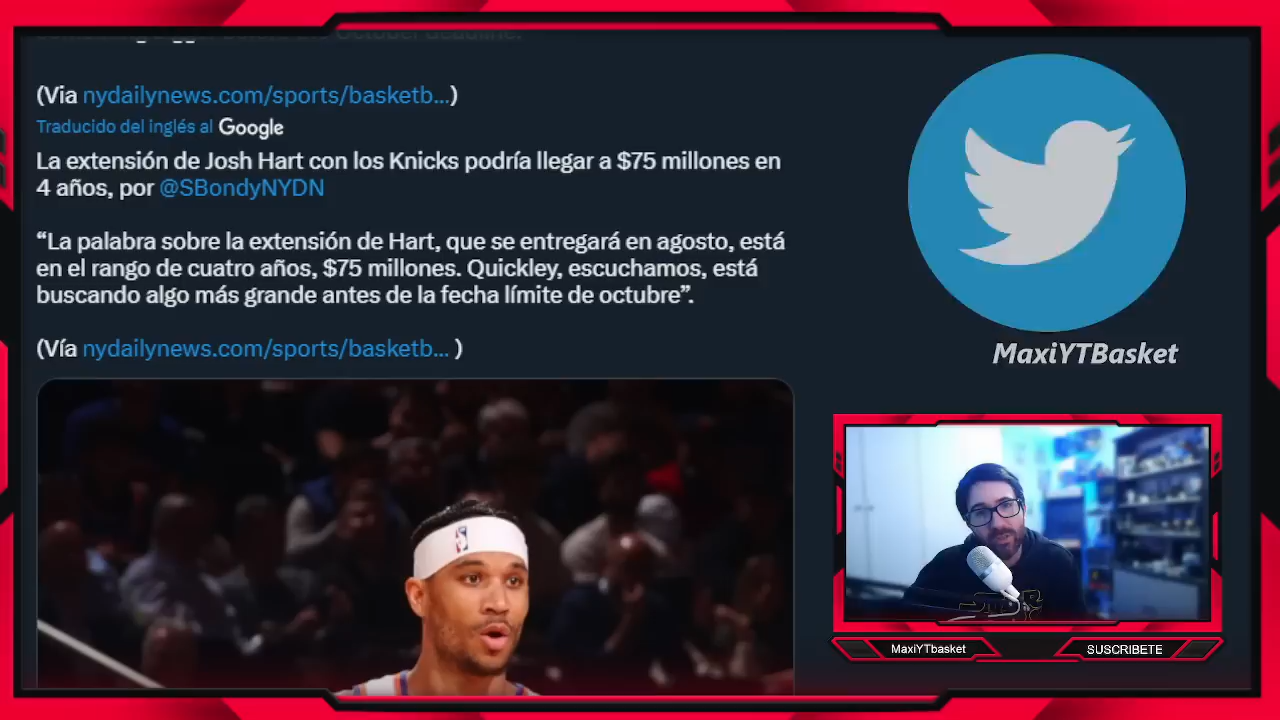 (Via nydailynews.com/sports/basketb...)
Traducido del inglés al Google
La extensión de Josh Hart con los Knicks podría llegar a $75 millones en
4 años, por @SBondyNYDN
“La palabra sobre la extensión de Hart, que se entregará en agosto, está
en el rango de cuatro años, $75 millones. Quickley, escuchamos, está
buscando algo más grande antes de la fecha límite de octubre”.
(Vía nydailynews.com/sports/basketb... )
MaxiYTBasket
MaxiYTbasket
SUSCRIBETE